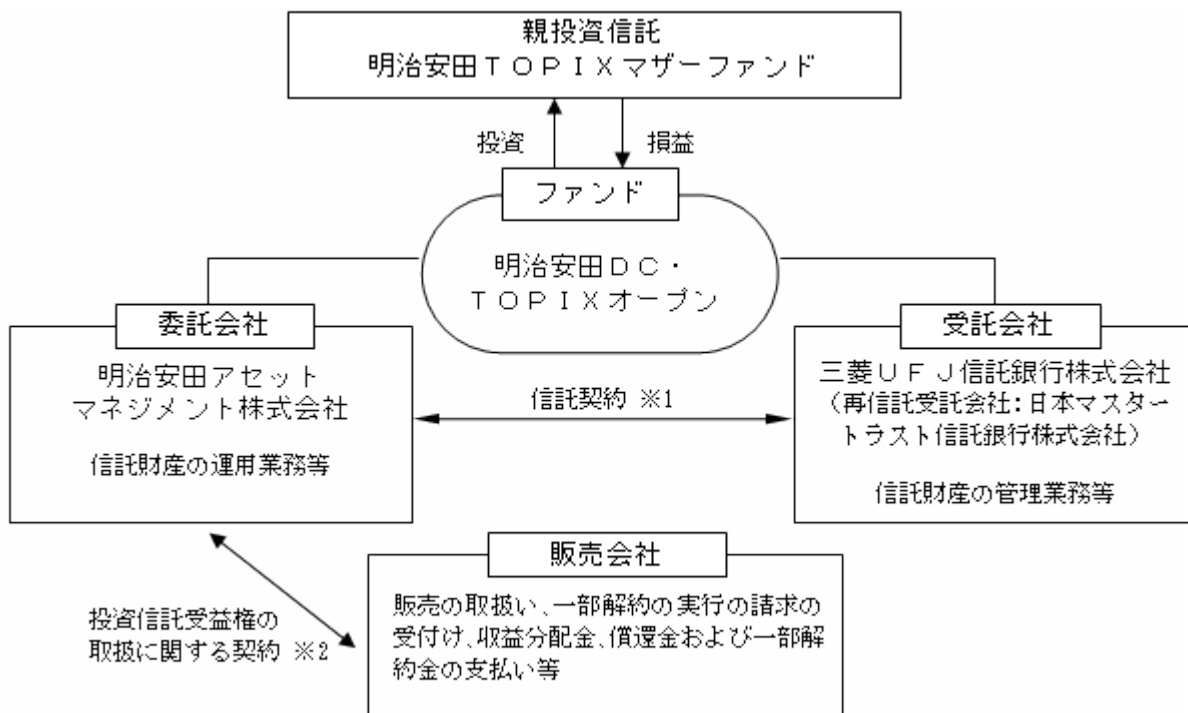 親投資信託
明治安田TOPIXマザーファンド
投資
損益
ファンド
明治安田DC・
TOPIXオープン
委託会社
明治安田アセット
マネジメント株式会社
信託財産の運用業務等
信託契約 ※1
受託会社
三菱UFJ信託銀行株式会社
(再信託受託会社:日本マスター
トラスト信託銀行株式会社)
信託財産の管理業務等
投資信託受益権の
取扱に関する契約 ※2
販売会社
販売の取扱い、一部解約の実行の請求の
受付け、収益分配金、償還金および一部解
約金の支払い等